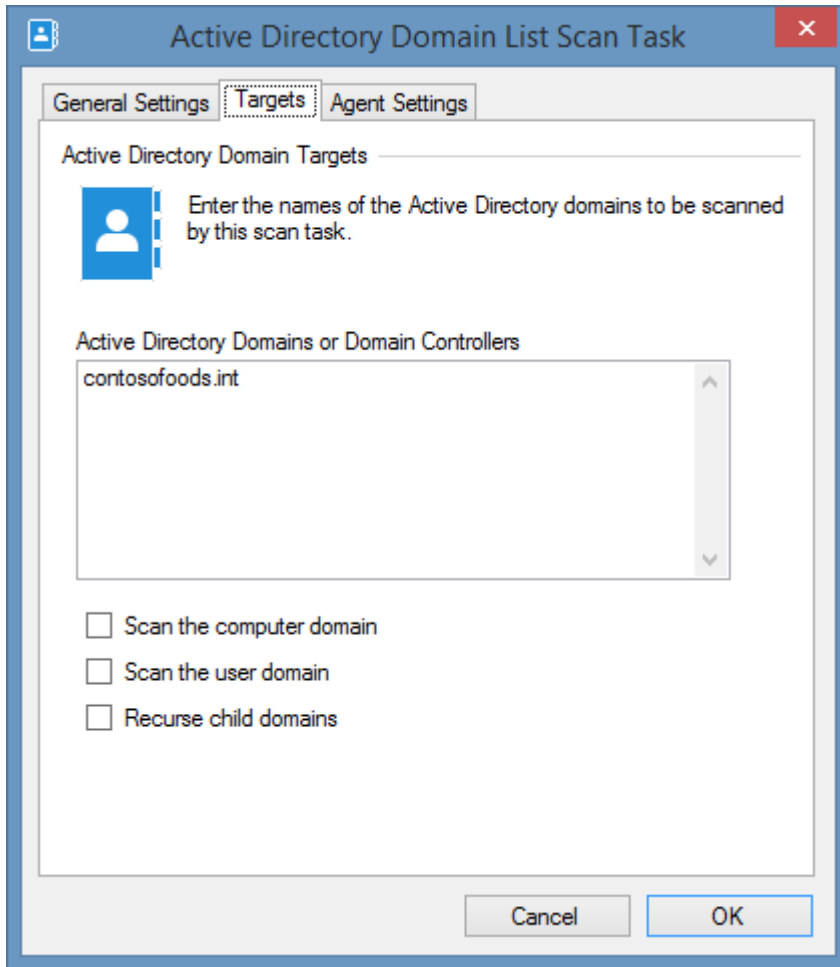 Active Directory Domain List Scan Task
General Settings Targets Agent Settings
Active Directory Domain Targets
Enter the names of the Active Directory domains to be scanned
by this scan task.
Active Directory Domains or Domain Controllers
contosofoods.int
Scan the computer domain
Scan the user domain
Recurse child domains
Cancel OK